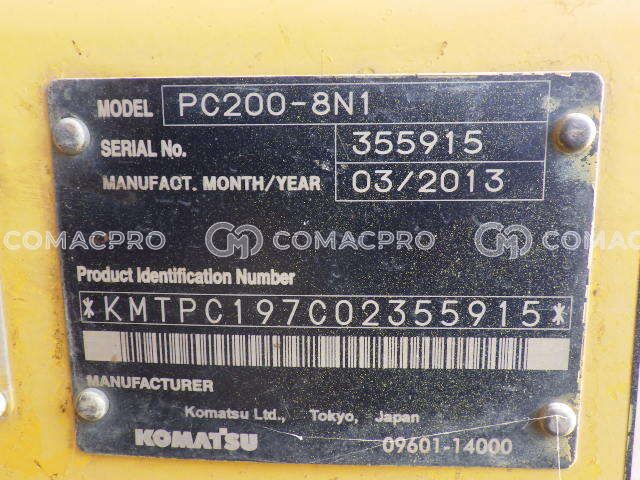 MODEL PC200-8N1
SERIAL No. 355915
MANUFACT. MONTH/YEAR 03/2013
COMACPRO COMACPRO COMACPRO
Product Identification Number
*KMTPC197C02355915*
MANUFACTURER
Komatsu Ltd., Tokyo, Japan
KOMATSU 09601-14000